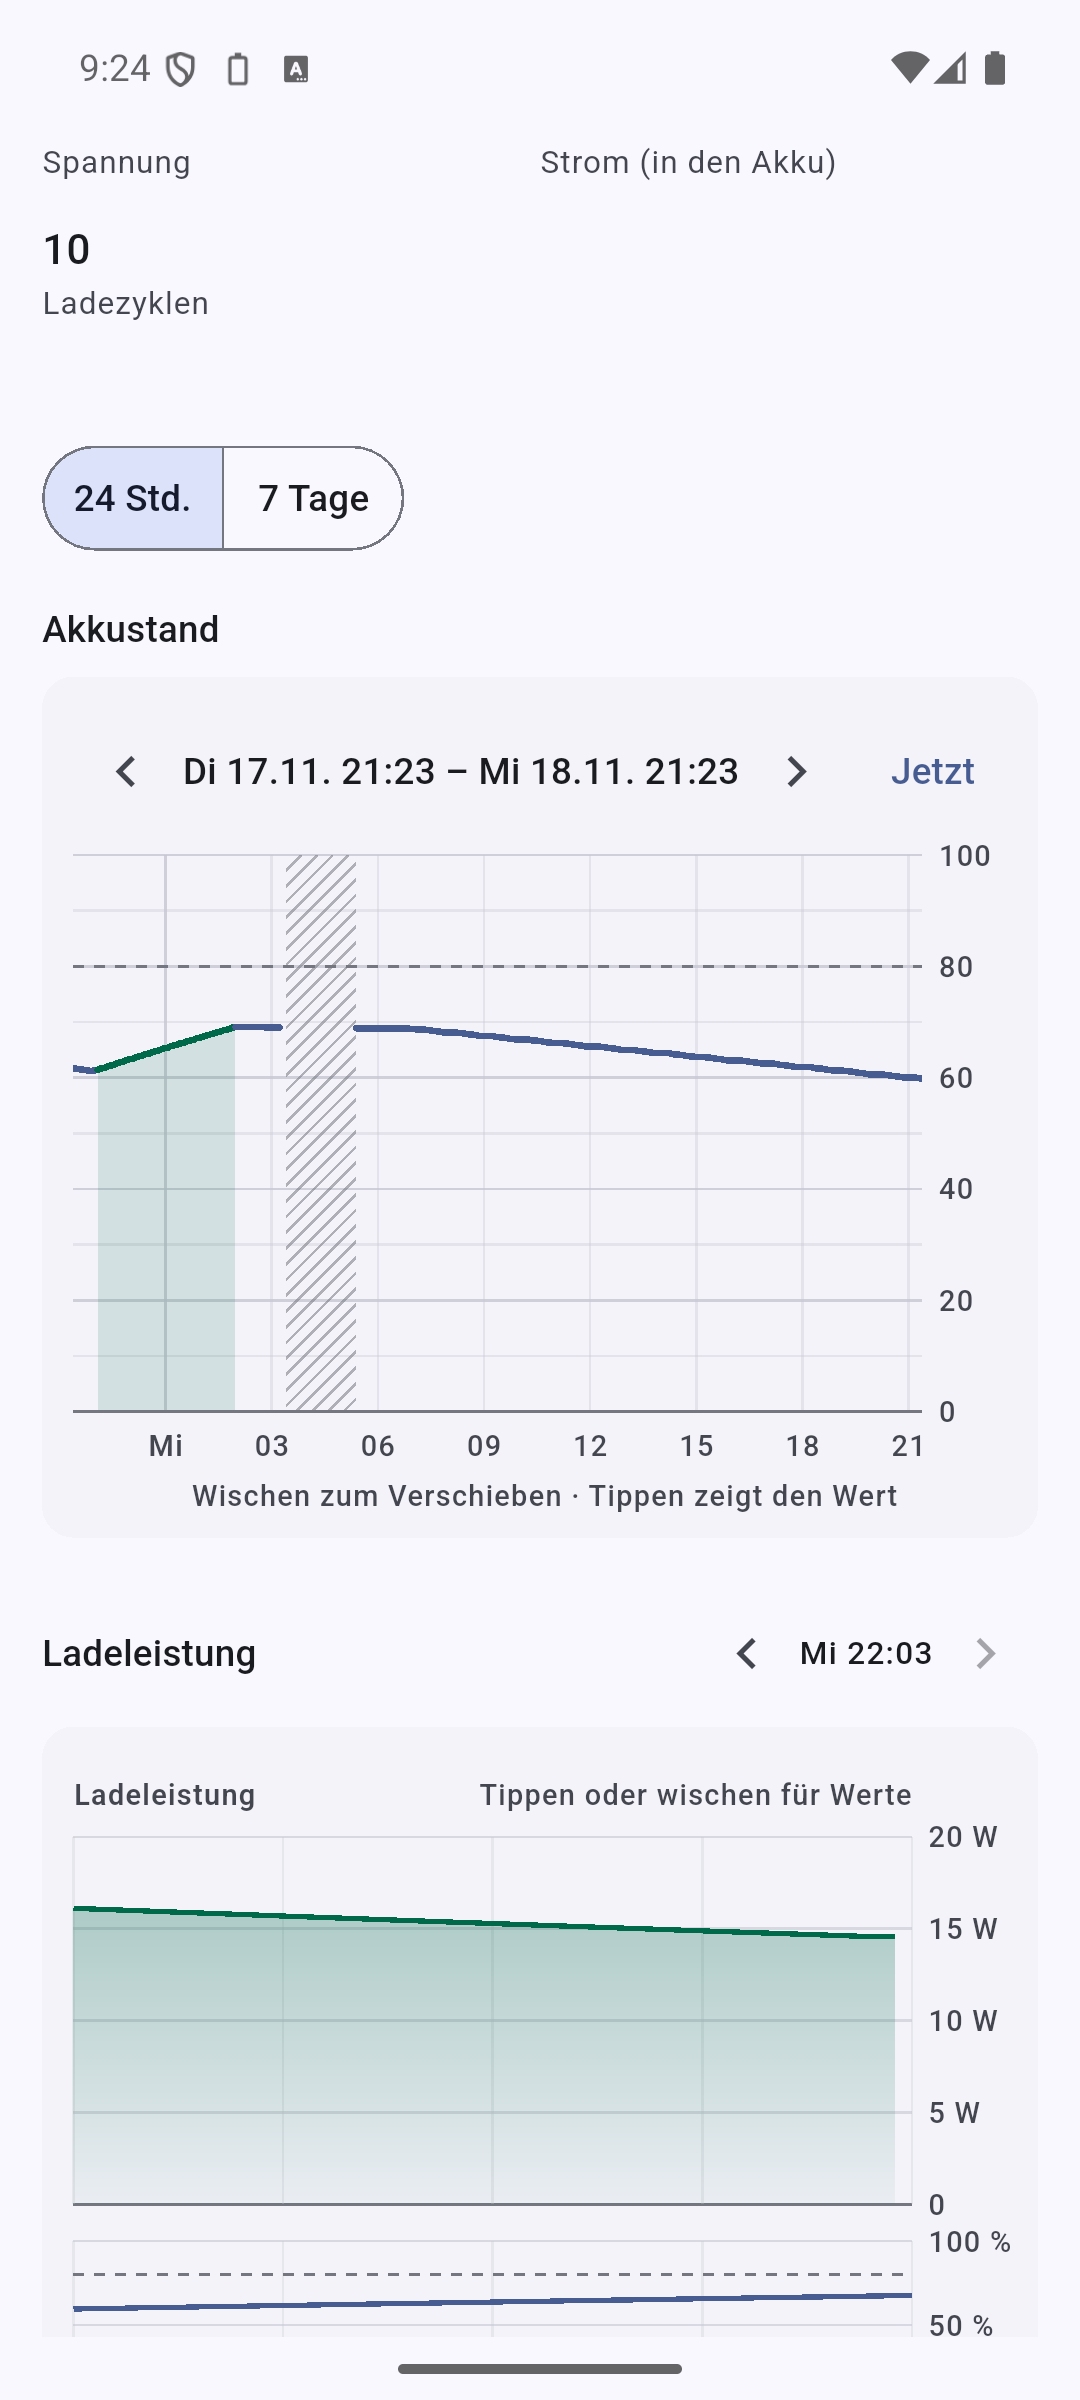 9:24
Spannung
Strom (in den Akku)
10
Ladezyklen
24 Std.
7 Tage
Akkustand
Di 17.11. 21:23 – Mi 18.11. 21:23
Jetzt
100
80
60
40
20
0
Mi 03 06 09 12 15 18 21
Wischen zum Verschieben · Tippen zeigt den Wert
Ladeleistung
Mi 22:03
Ladeleistung
Tippen oder wischen für Werte
20 W
15 W
10 W
5 W
0
100 %
50 %